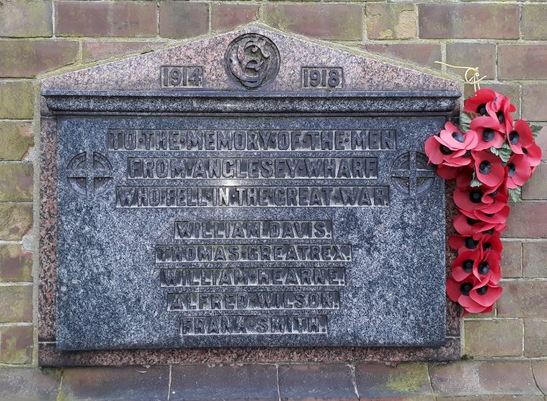 1914 1918
TO THE MEMORY OF THE MEN
FROM ANGLESEY WHARF
WHO FELL IN THE GREAT WAR.
WILLIAM DAVIS.
THOMAS GREATREX.
WILLIAM HEARNE.
ALFRED WILSON.
FRANK SMITH.